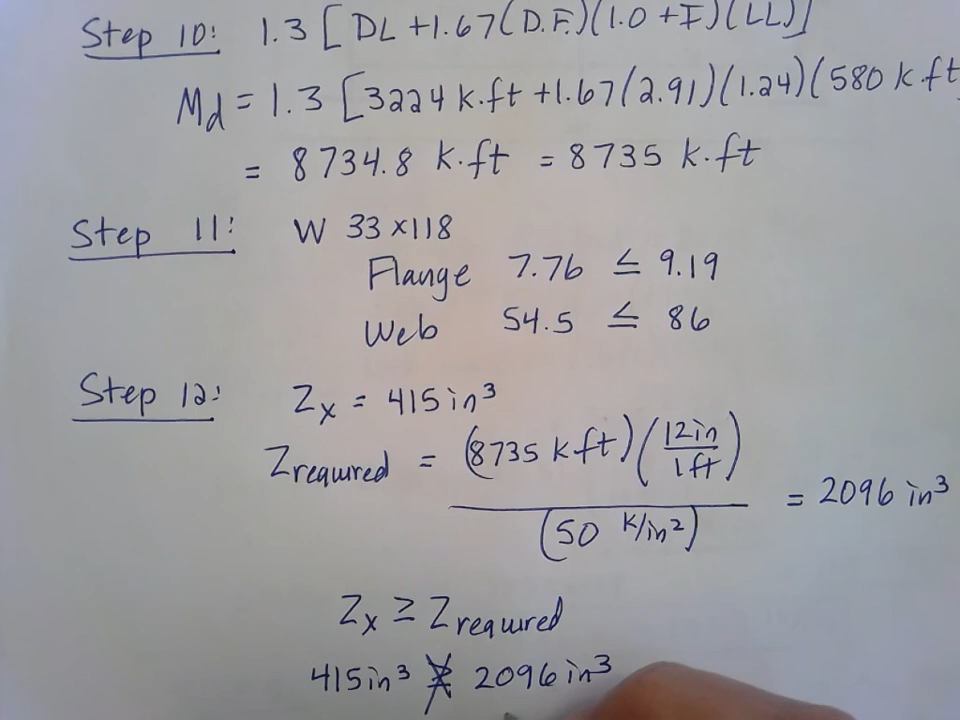 Step 10: 1.3 [ DL +1.67(D.F.)(1.0 +I)(LL)]
Md = 1.3 [3224 k.ft +1.67(2.91)(1.24)(580 k.ft
= 8734.8 k.ft = 8735 k.ft
Step 11: W 33 x118
Flange 7.76 ≤ 9.19
Web 54.5 ≤ 86
Step 12: Zx = 415 in³
Zrequired = (8735 k ft) (12in / 1ft) / (50 k/in²) = 2096 in³
Zx ≥ Zrequired
415 in³ ≱ 2096 in³